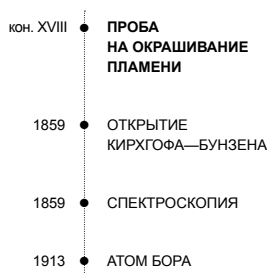 кон. XVIII ПРОБА
НА ОКРАШИВАНИЕ
ПЛАМЕНИ
1859 ОТКРЫТИЕ
КИРХГОФА—БУНЗЕНА
1859 СПЕКТРОСКОПИЯ
1913 АТОМ БОРА